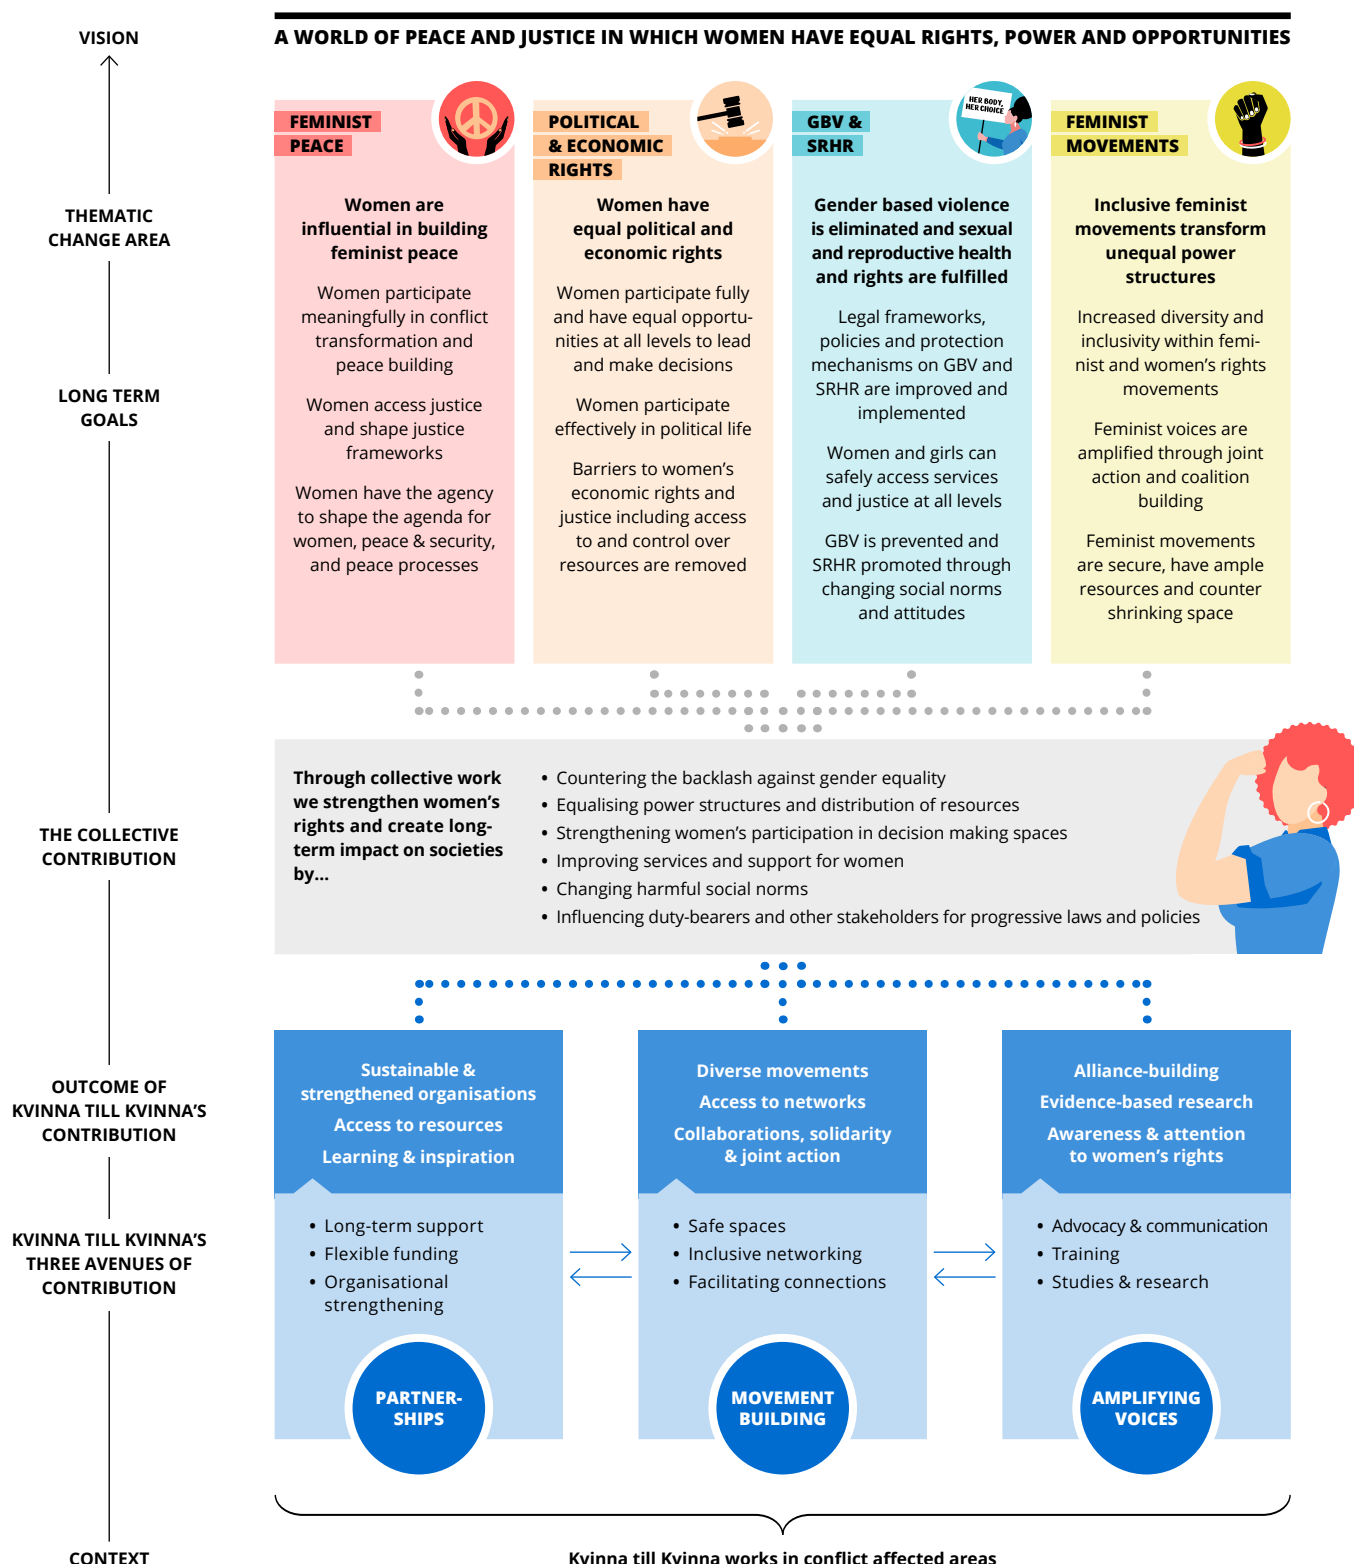 VISION
A WORLD OF PEACE AND JUSTICE IN WHICH WOMEN HAVE EQUAL RIGHTS, POWER AND OPPORTUNITIES
THEMATIC
CHANGE AREA
LONG TERM
GOALS
FEMINIST
PEACE
Women are
influential in building
feminist peace
Women participate
meaningfully in conflict
transformation and
peace building
Women access justice
and shape justice
frameworks
Women have the agency
to shape the agenda for
women, peace & security,
and peace processes
POLITICAL
& ECONOMIC
RIGHTS
Women have
equal political and
economic rights
Women participate fully
and have equal opportu-
nities at all levels to lead
and make decisions
Women participate
effectively in political life
Barriers to women's
economic rights and
justice including access
to and control over
resources are removed
GBV &
SRHR
HER BODY,
HER CHOICE
Gender based violence
is eliminated and sexual
and reproductive health
and rights are fulfilled
Legal frameworks,
policies and protection
mechanisms on GBV and
SRHR are improved and
implemented
Women and girls can
safely access services
and justice at all levels
GBV is prevented and
SRHR promoted through
changing social norms
and attitudes
FEMINIST
MOVEMENTS
Inclusive feminist
movements transform
unequal power
structures
Increased diversity and
inclusivity within femi-
nist and women's rights
movements
Feminist voices are
amplified through joint
action and coalition
building
Feminist movements
are secure, have ample
resources and counter
shrinking space
THE COLLECTIVE
CONTRIBUTION
Through collective work
we strengthen women's
rights and create long-
term impact on societies
by...
• Countering the backlash against gender equality
• Equalising power structures and distribution of resources
• Strengthening women's participation in decision making spaces
• Improving services and support for women
• Changing harmful social norms
• Influencing duty-bearers and other stakeholders for progressive laws and policies
OUTCOME OF
KVINNA TILL KVINNA'S
CONTRIBUTION
Sustainable &
strengthened organisations
Access to resources
Learning & inspiration
Diverse movements
Access to networks
Collaborations, solidarity
& joint action
Alliance-building
Evidence-based research
Awareness & attention
to women's rights
KVINNA TILL KVINNA'S
THREE AVENUES OF
CONTRIBUTION
• Long-term support
• Flexible funding
• Organisational
strengthening
PARTNER-
SHIPS
• Safe spaces
• Inclusive networking
• Facilitating connections
MOVEMENT
BUILDING
• Advocacy & communication
• Training
• Studies & research
AMPLIFYING
VOICES
CONTEXT
Kvinna till Kvinna works in conflict affected areas